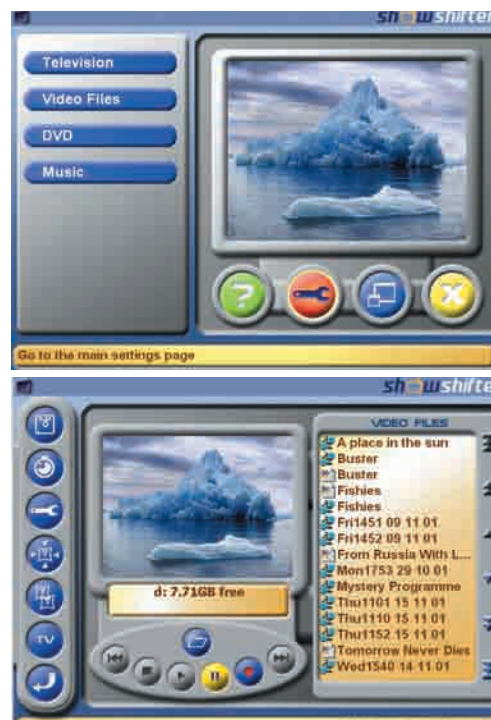 showshifter
Television
Video Files
DVD
Music
?
X
Go to the main settings page
showshifte
VIDEO FILES
A place in the sun
Buster
Buster
Fishies
Fishies
Fri1451 09 11 01
Fri1452 09 11 01
From Russia With L...
Mon1753 29 10 01
Mystery Programme
Thu1101 15 11 01
Thu1110 15 11 01
Thu1152 15 11 01
Tomorrow Never Dies
Wed1540 14 11 01
d: 7.71GB free
TV